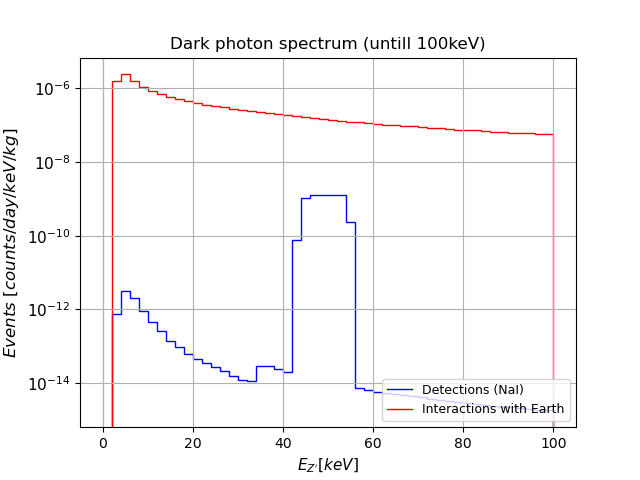 Dark photon spectrum (untill 100keV)
Events [counts/day/keV/kg]
10⁻⁶
10⁻⁸
10⁻¹⁰
10⁻¹²
10⁻¹⁴
Detections (NaI)
Interactions with Earth
0 20 40 60 80 100
E_{Z'}[keV]